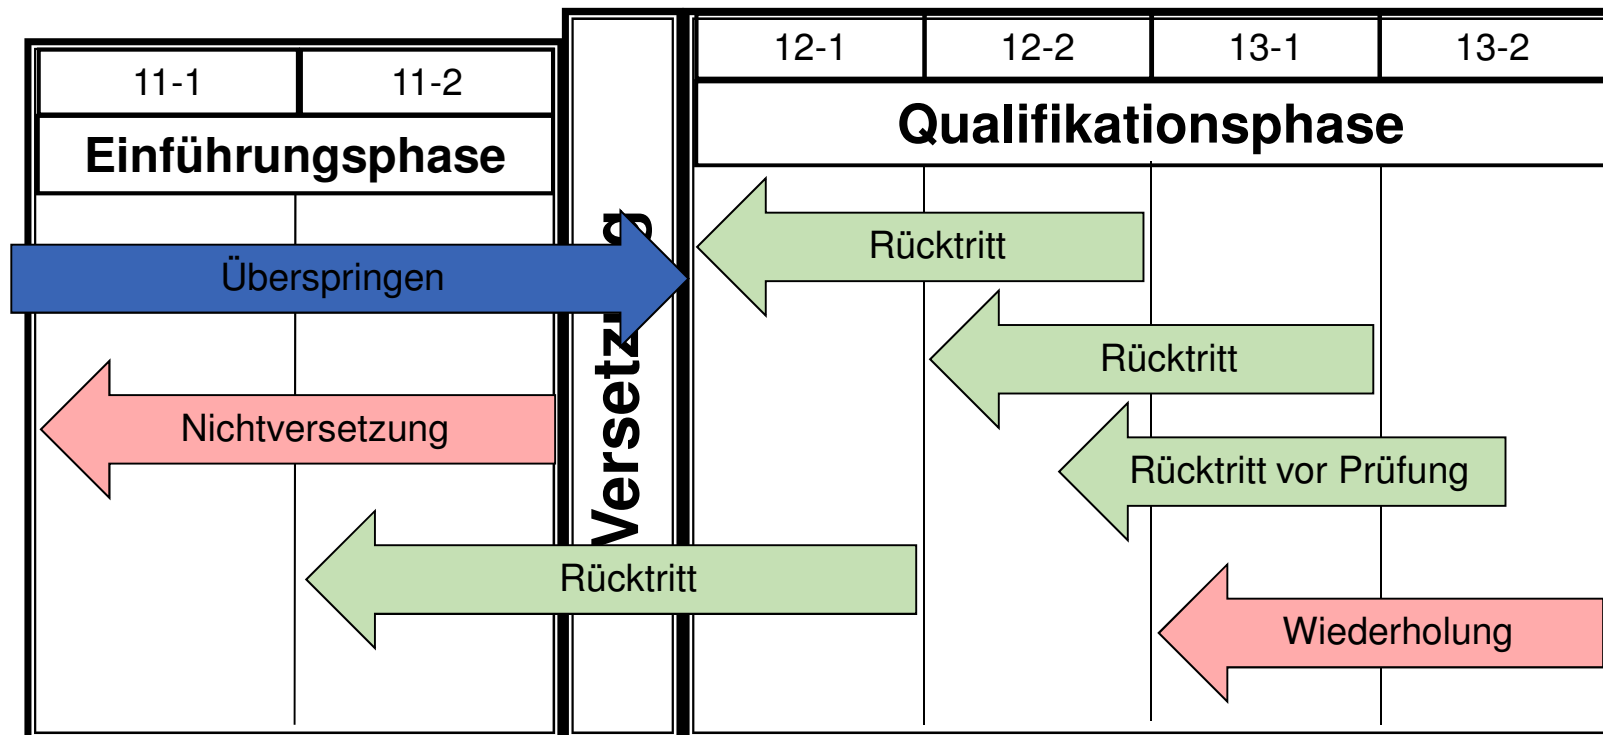 12-1 12-2 13-1 13-2
11-1 11-2
Qualifikationsphase
Einführungsphase
Versetzung
Rücktritt
Überspringen
Rücktritt
Nichtversetzung
Rücktritt vor Prüfung
Rücktritt
Wiederholung